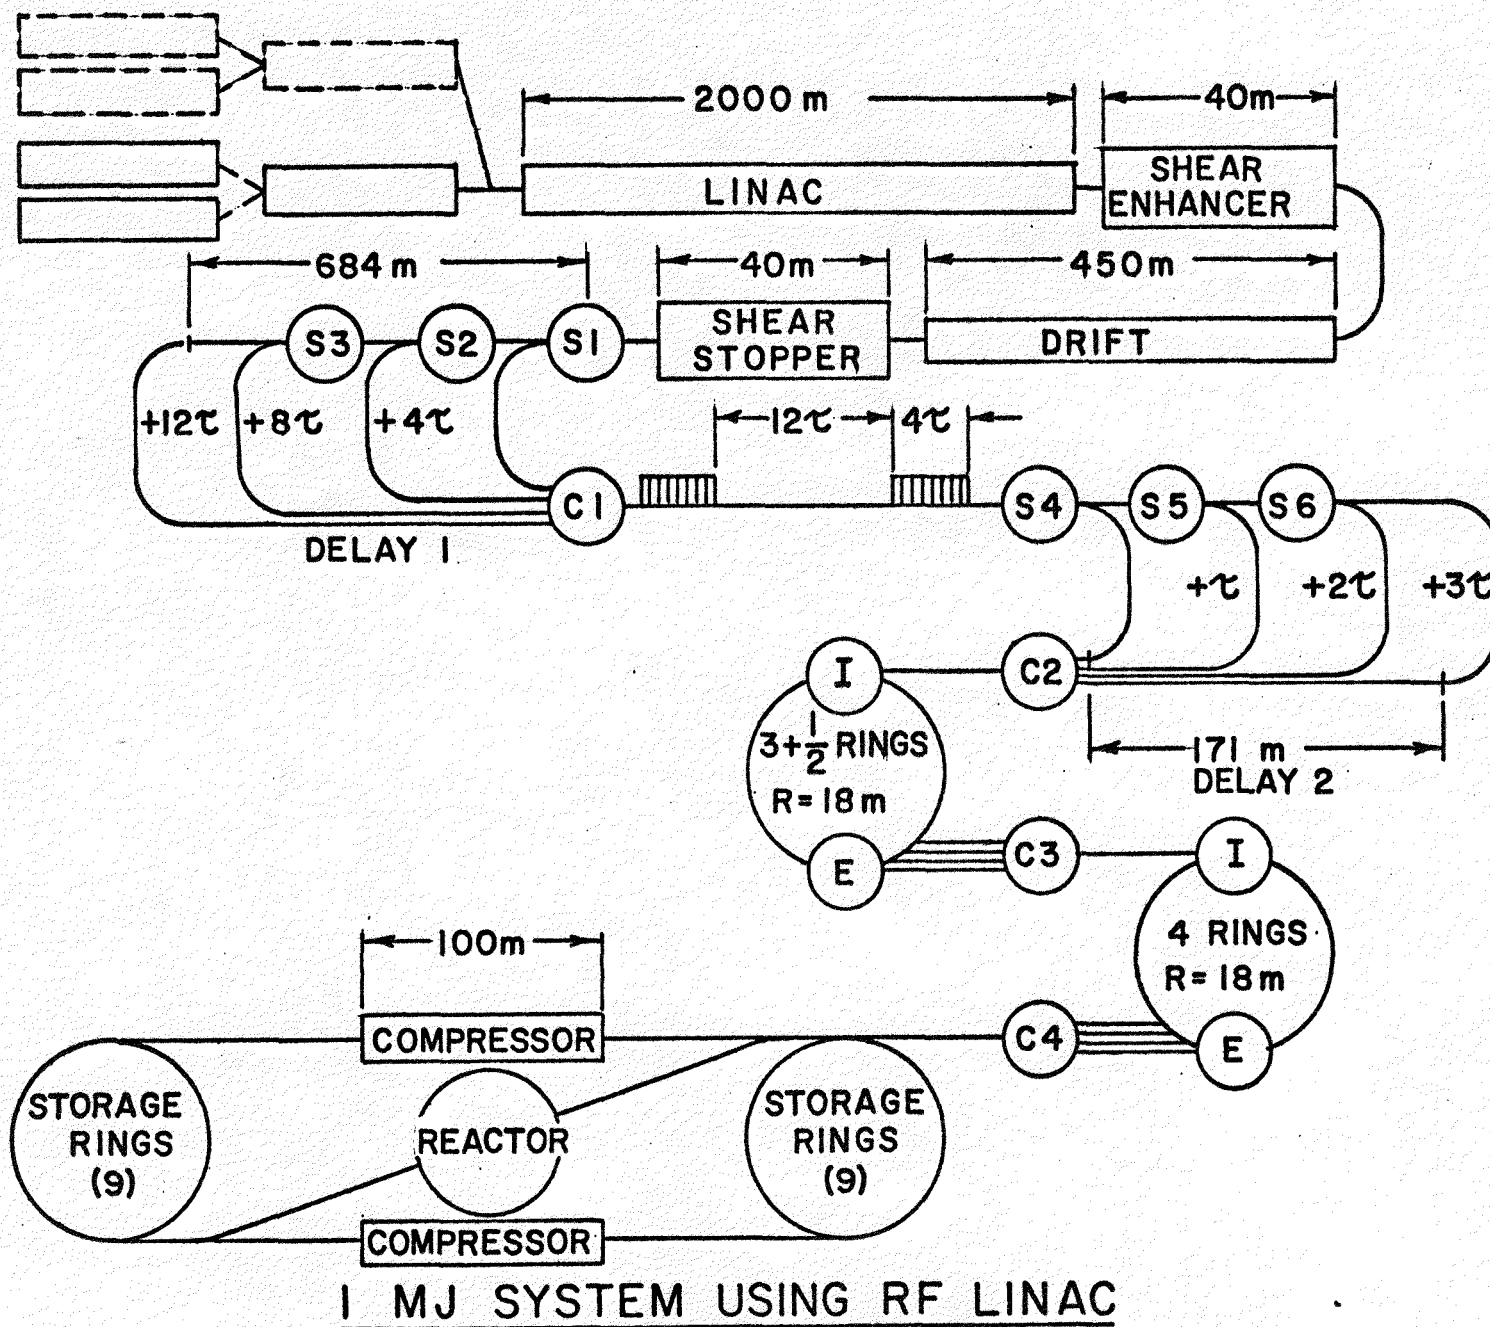 2000 m
40m
LINAC
SHEAR
ENHANCER
684 m
40m
450m
S3
S2
S1
SHEAR
STOPPER
DRIFT
+12τ
+8τ
+4τ
12τ
4τ
C1
S4
S5
S6
DELAY 1
+τ
+2τ
+3τ
I
C2
3+1/2 RINGS
R=18m
171 m
DELAY 2
E
C3
I
4 RINGS
R=18m
100m
COMPRESSOR
C4
E
STORAGE
RINGS
(9)
REACTOR
STORAGE
RINGS
(9)
COMPRESSOR
1 MJ SYSTEM USING RF LINAC